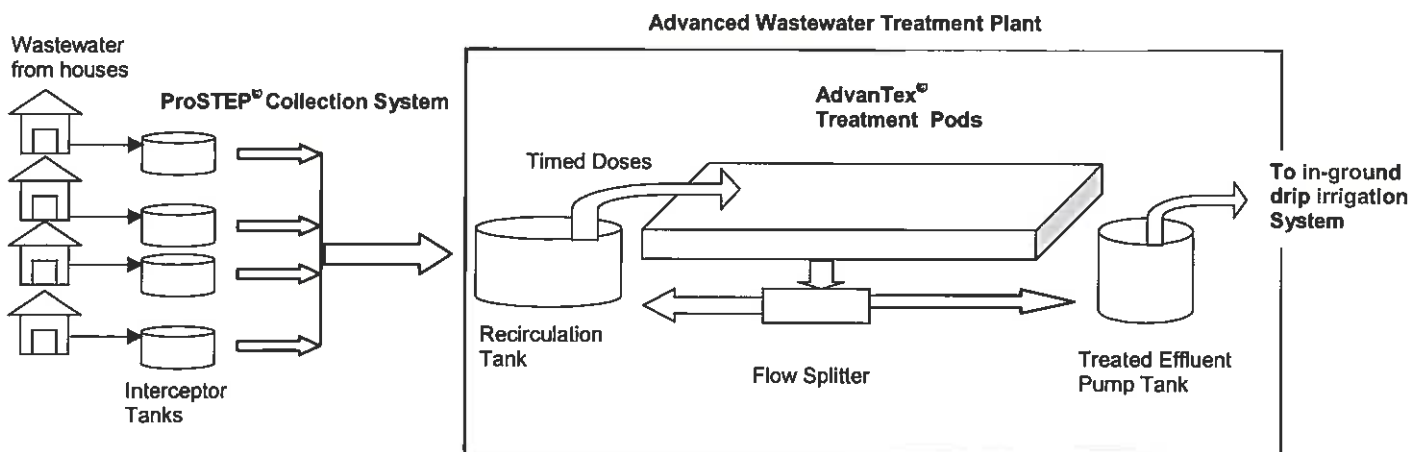 Advanced Wastewater Treatment Plant
Wastewater
from houses
ProSTEP® Collection System
AdvanTex®
Treatment Pods
Timed Doses
To in-ground
drip irrigation
System
Recirculation
Tank
Flow Splitter
Treated Effluent
Pump Tank
Interceptor
Tanks